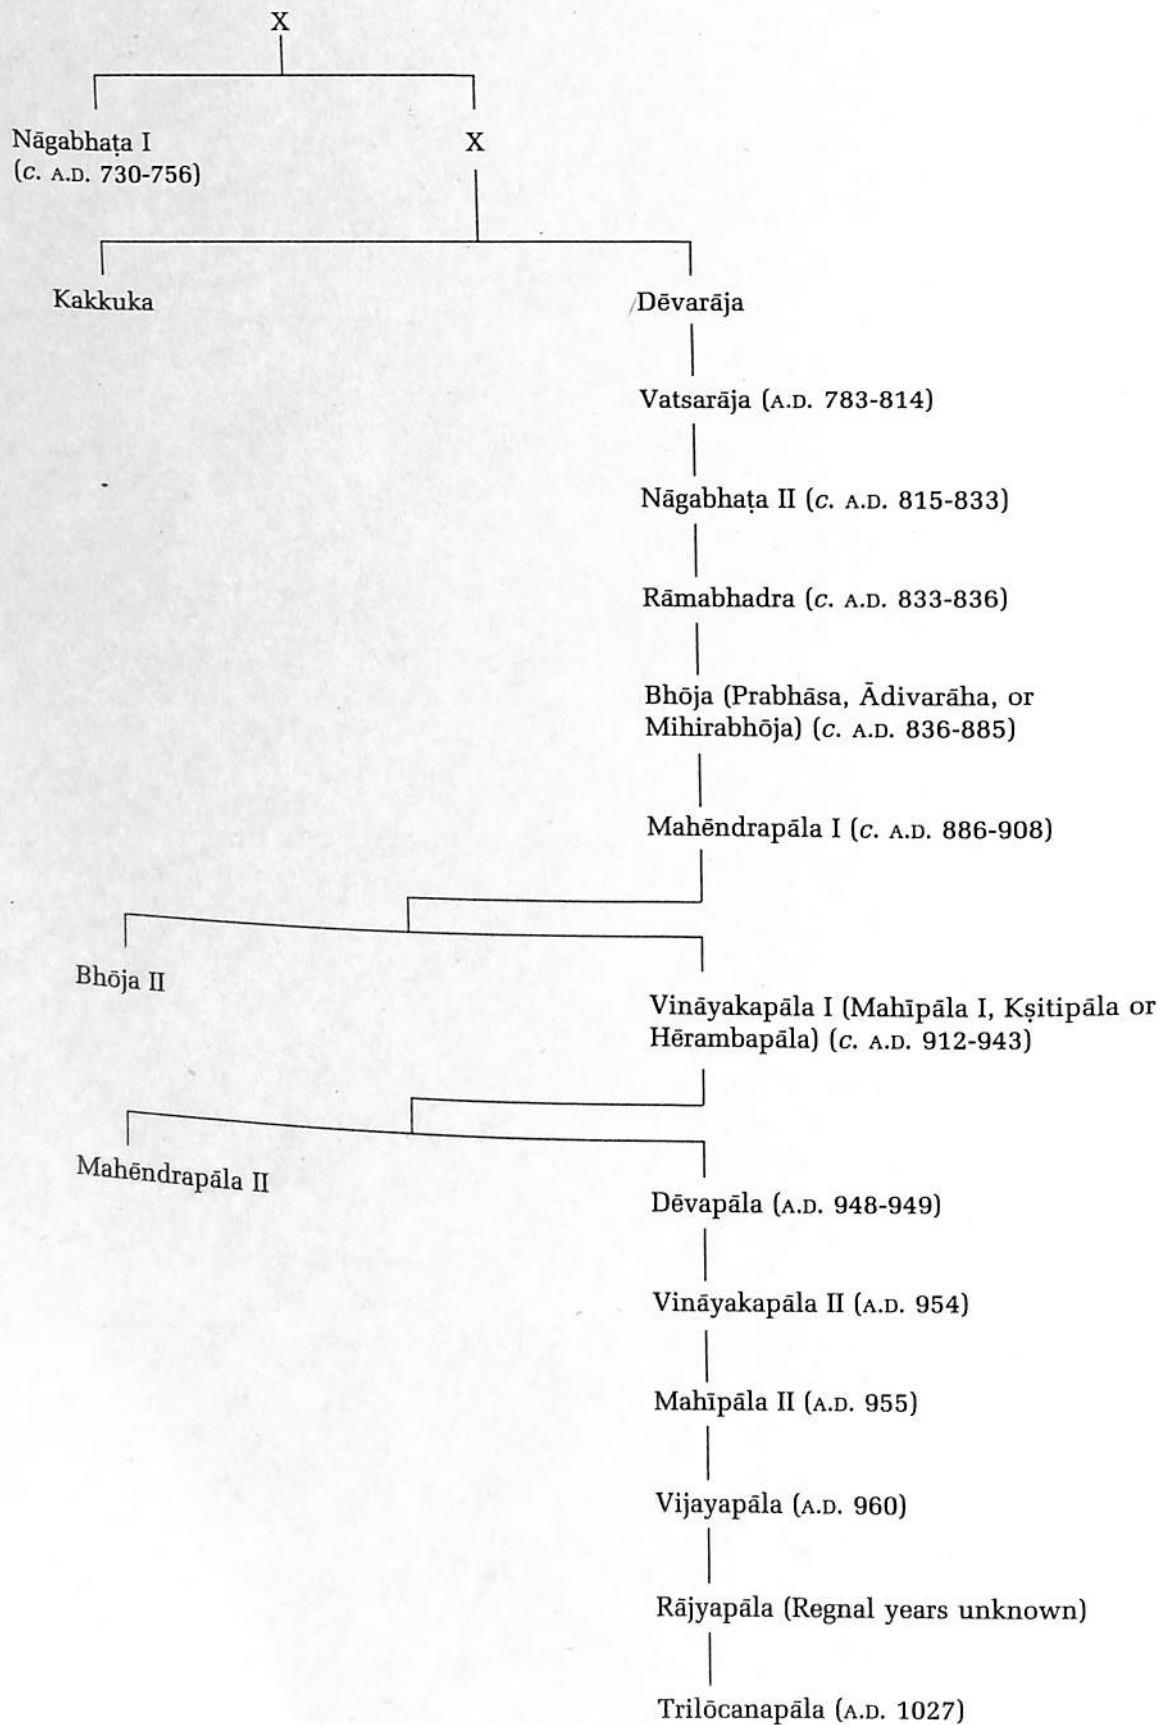 X
Nāgabhaṭa I
(c. A.D. 730-756)
X
Kakkuka
Dēvarāja
Vatsarāja (A.D. 783-814)
Nāgabhaṭa II (c. A.D. 815-833)
Rāmabhadra (c. A.D. 833-836)
Bhōja (Prabhāsa, Ādivarāha, or
Mihirabhōja) (c. A.D. 836-885)
Mahēndrapāla I (c. A.D. 886-908)
Bhōja II
Vināyakapāla I (Mahīpāla I, Kṣitipāla or
Hērambapāla) (c. A.D. 912-943)
Mahēndrapāla II
Dēvapāla (A.D. 948-949)
Vināyakapāla II (A.D. 954)
Mahīpāla II (A.D. 955)
Vijayapāla (A.D. 960)
Rājyapāla (Regnal years unknown)
Trilōcanapāla (A.D. 1027)